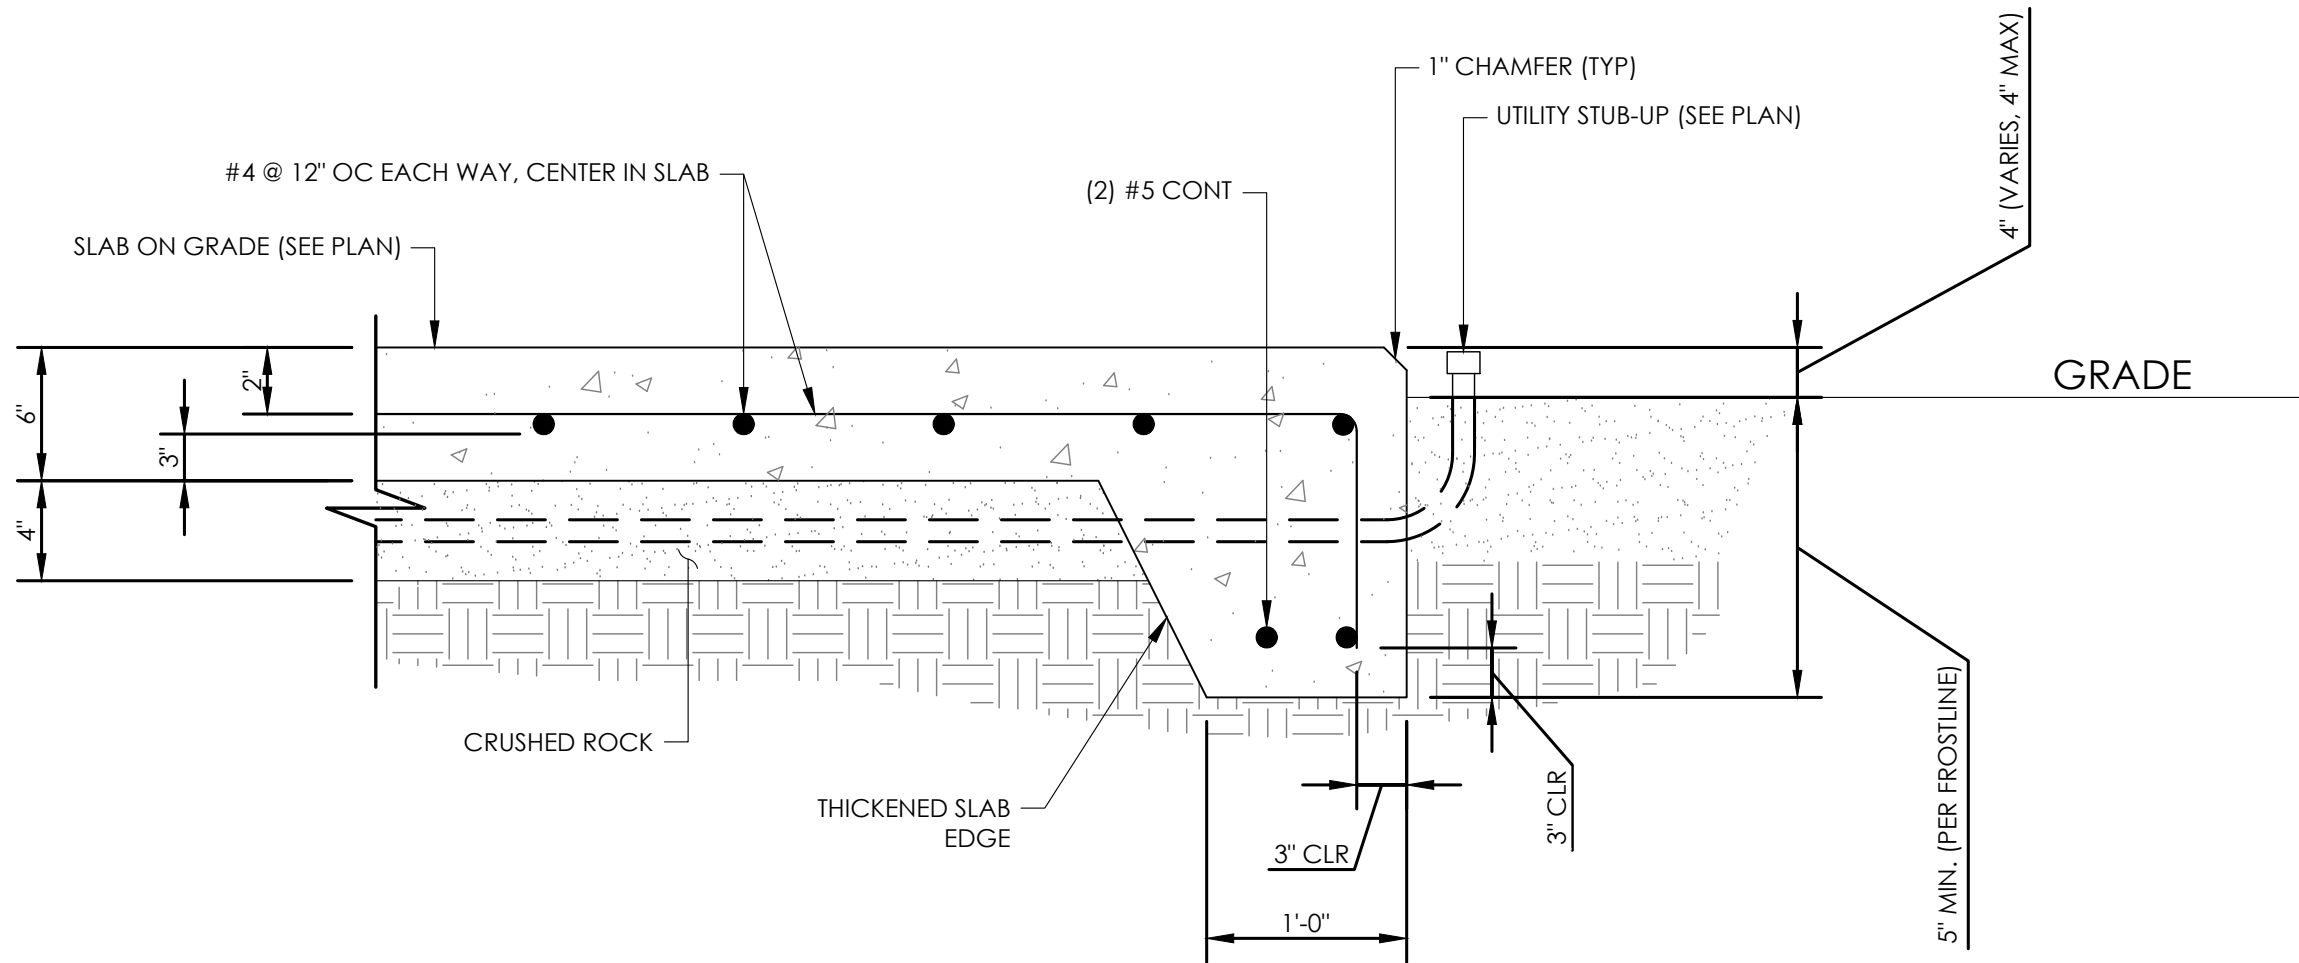 1" CHAMFER (TYP)
UTILITY STUB-UP (SEE PLAN)
4" (VARIES, 4" MAX)
#4 @ 12" OC EACH WAY, CENTER IN SLAB
(2) #5 CONT
SLAB ON GRADE (SEE PLAN)
GRADE
2"
6"
3"
4"
CRUSHED ROCK
THICKENED SLAB
EDGE
3" CLR
3" CLR
1'-0"
5" MIN. (PER FROSTLINE)